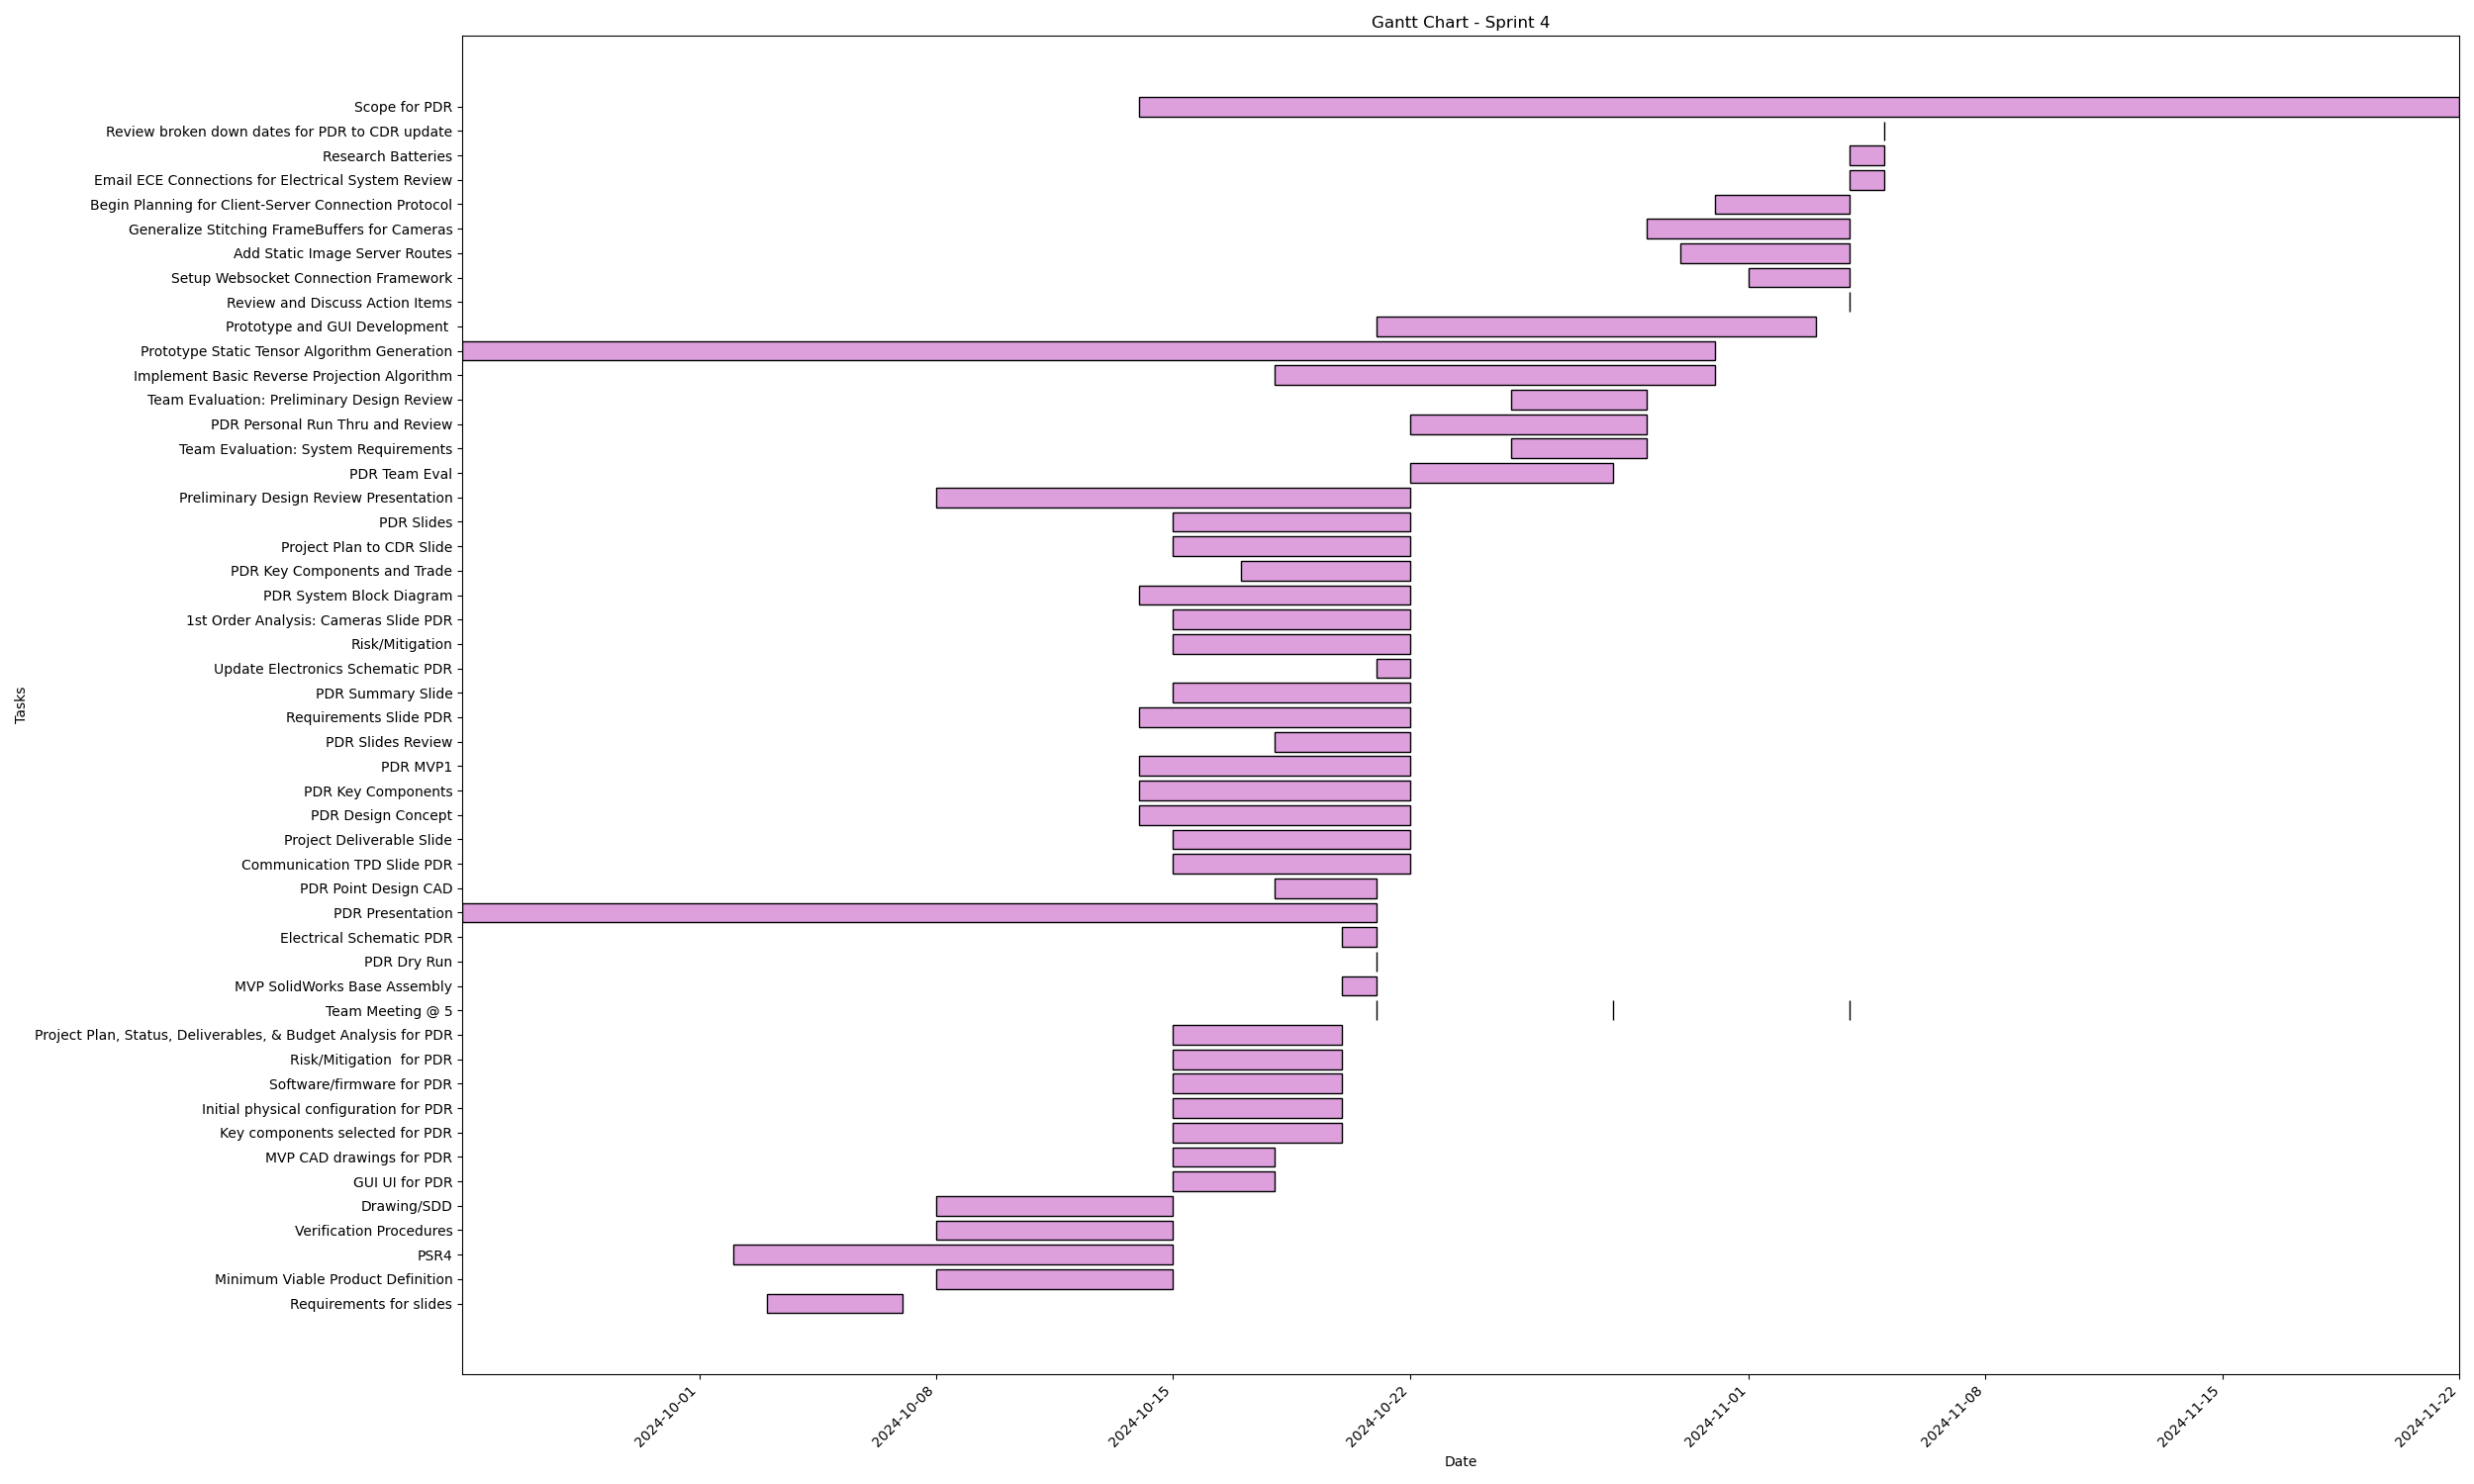 Gantt Chart - Sprint 4
Scope for PDR
Review broken down dates for PDR to CDR update
Research Batteries
Email ECE Connections for Electrical System Review
Begin Planning for Client-Server Connection Protocol
Generalize Stitching FrameBuffers for Cameras
Add Static Image Server Routes
Setup Websocket Connection Framework
Review and Discuss Action Items
Prototype and GUI Development
Prototype Static Tensor Algorithm Generation
Implement Basic Reverse Projection Algorithm
Team Evaluation: Preliminary Design Review
PDR Personal Run Thru and Review
Team Evaluation: System Requirements
PDR Team Eval
Preliminary Design Review Presentation
PDR Slides
Project Plan to CDR Slide
PDR Key Components and Trade
PDR System Block Diagram
1st Order Analysis: Cameras Slide PDR
Risk/Mitigation
Update Electronics Schematic PDR
PDR Summary Slide
Requirements Slide PDR
PDR Slides Review
PDR MVP1
PDR Key Components
PDR Design Concept
Project Deliverable Slide
Communication TPD Slide PDR
PDR Point Design CAD
PDR Presentation
Electrical Schematic PDR
PDR Dry Run
MVP SolidWorks Base Assembly
Team Meeting @ 5
Project Plan, Status, Deliverables, & Budget Analysis for PDR
Risk/Mitigation  for PDR
Software/firmware for PDR
Initial physical configuration for PDR
Key components selected for PDR
MVP CAD drawings for PDR
GUI UI for PDR
Drawing/SDD
Verification Procedures
PSR4
Minimum Viable Product Definition
Requirements for slides
Tasks
2024-10-01
2024-10-08
2024-10-15
2024-10-22
2024-11-01
2024-11-08
2024-11-15
2024-11-22
Date